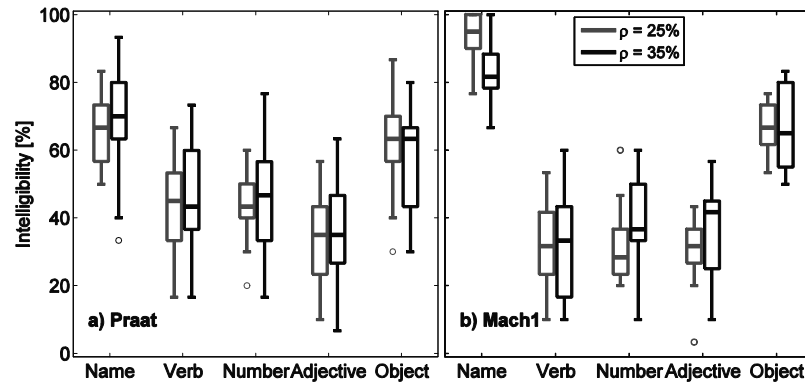 100
80
60
40
20
0
Intelligibility [%]
a) Praat
Name Verb Number Adjective Object
ρ = 25%
ρ = 35%
b) Mach1
Name Verb Number Adjective Object